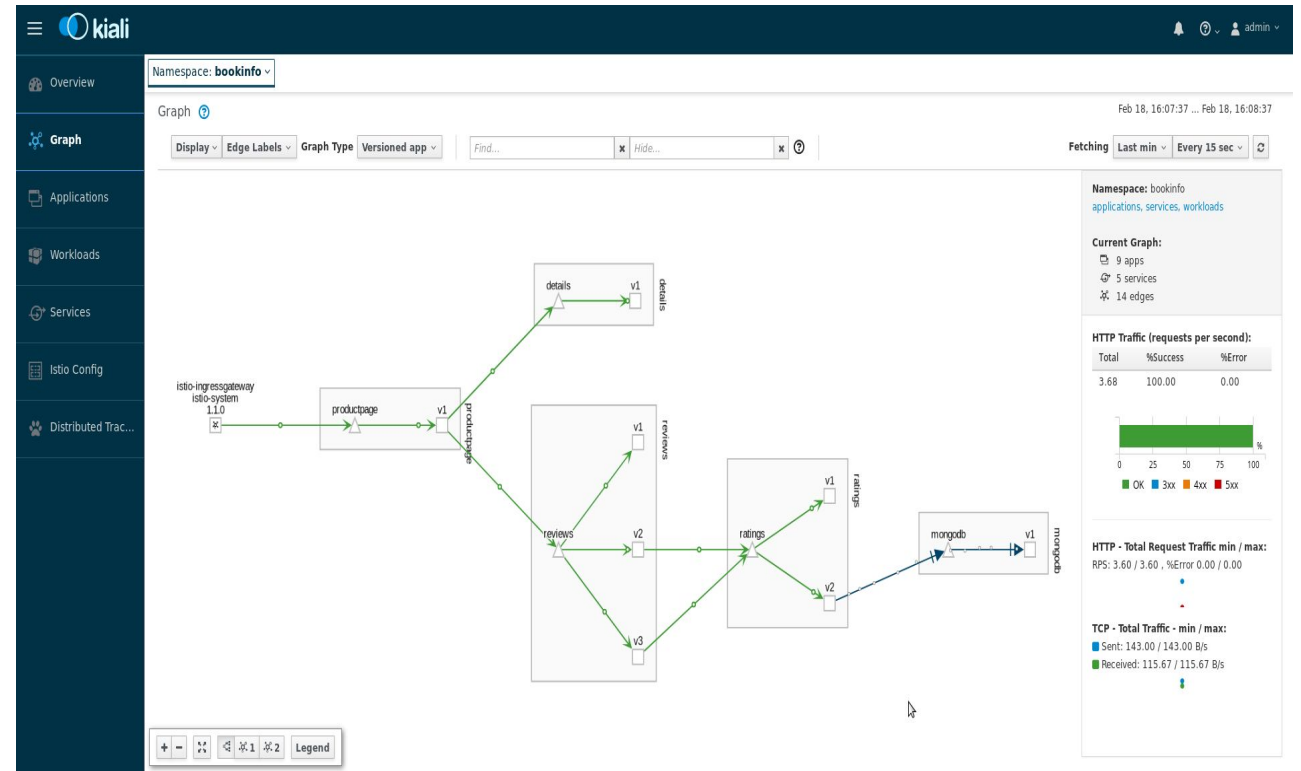 kiali
admin
Overview
Graph
Applications
Workloads
Services
Istio Config
Distributed Trac...
Namespace: bookinfo
Graph
Feb 18, 16:07:37 ... Feb 18, 16:08:37
Display Edge Labels Graph Type Versioned app Find... x Hide... x Fetching Last min Every 15 sec
Namespace: bookinfo
applications, services, workloads
Current Graph:
9 apps
5 services
14 edges
HTTP Traffic (requests per second):
Total %Success %Error
3.68 100.00 0.00
%
0 25 50 75 100
OK 3xx 4xx 5xx
HTTP - Total Request Traffic min / max:
RPS: 3.60 / 3.60 , %Error 0.00 / 0.00
TCP - Total Traffic - min / max:
Sent: 143.00 / 143.00 B/s
Received: 115.67 / 115.67 B/s
details v1
details
istio-ingressgateway
istio-system
1.1.0
productpage v1
productpage
v1
reviews
reviews
v2
v3
v1
ratings
ratings
v2
mongodb v1
mongodb
+ - 1 2 Legend